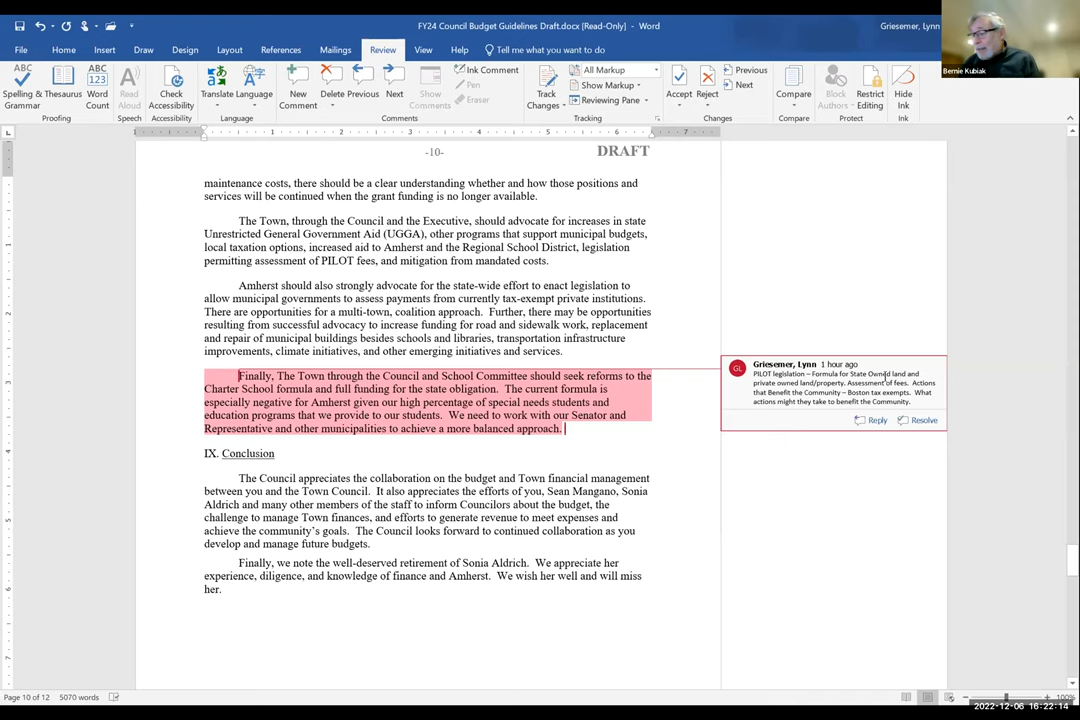 FY24 Council Budget Guidelines Draft.docx [Read-Only] - Word
Griesemer, Lynn
Bernie Kubiak
File Home Insert Draw Design Layout References Mailings Review View Help Tell me what you want to do
ABC
Spelling & Grammar
Thesaurus
ABC
123
Word Count
Proofing
Read Aloud
Speech
Check Accessibility
Accessibility
Translate
Language
Language
New Comment
Delete
Previous
Next
Show Comments
Ink Comment
Pen
Eraser
Comments
Track Changes
All Markup
Show Markup
Reviewing Pane
Tracking
Accept
Reject
Previous
Next
Changes
Compare
Compare
Block Authors
Restrict Editing
Protect
Hide Ink
Ink
1 1 2 3 4 5 6 7
-10- DRAFT
maintenance costs, there should be a clear understanding whether and how those positions and
services will be continued when the grant funding is no longer available.
The Town, through the Council and the Executive, should advocate for increases in state
Unrestricted General Government Aid (UGGA), other programs that support municipal budgets,
local taxation options, increased aid to Amherst and the Regional School District, legislation
permitting assessment of PILOT fees, and mitigation from mandated costs.
Amherst should also strongly advocate for the state-wide effort to enact legislation to
allow municipal governments to assess payments from currently tax-exempt private institutions.
There are opportunities for a multi-town, coalition approach. Further, there may be opportunities
resulting from successful advocacy to increase funding for road and sidewalk work, replacement
and repair of municipal buildings besides schools and libraries, transportation infrastructure
improvements, climate initiatives, and other emerging initiatives and services.
Finally, The Town through the Council and School Committee should seek reforms to the
Charter School formula and full funding for the state obligation. The current formula is
especially negative for Amherst given our high percentage of special needs students and
education programs that we provide to our students. We need to work with our Senator and
Representative and other municipalities to achieve a more balanced approach.
GL
Griesemer, Lynn 1 hour ago
PILOT legislation – Formula for State Owned land and
private owned land/property. Assessment of fees. Actions
that Benefit the Community – Boston tax exempts. What
actions might they take to benefit the Community.
Reply Resolve
IX. Conclusion
The Council appreciates the collaboration on the budget and Town financial management
between you and the Town Council. It also appreciates the efforts of you, Sean Mangano, Sonia
Aldrich and many other members of the staff to inform Councilors about the budget, the
challenge to manage Town finances, and efforts to generate revenue to meet expenses and
achieve the community's goals. The Council looks forward to continued collaboration as you
develop and manage future budgets.
Finally, we note the well-deserved retirement of Sonia Aldrich. We appreciate her
experience, diligence, and knowledge of finance and Amherst. We wish her well and will miss
her.
Page 10 of 12 5070 words
100%
2022-12-06 16:22:14